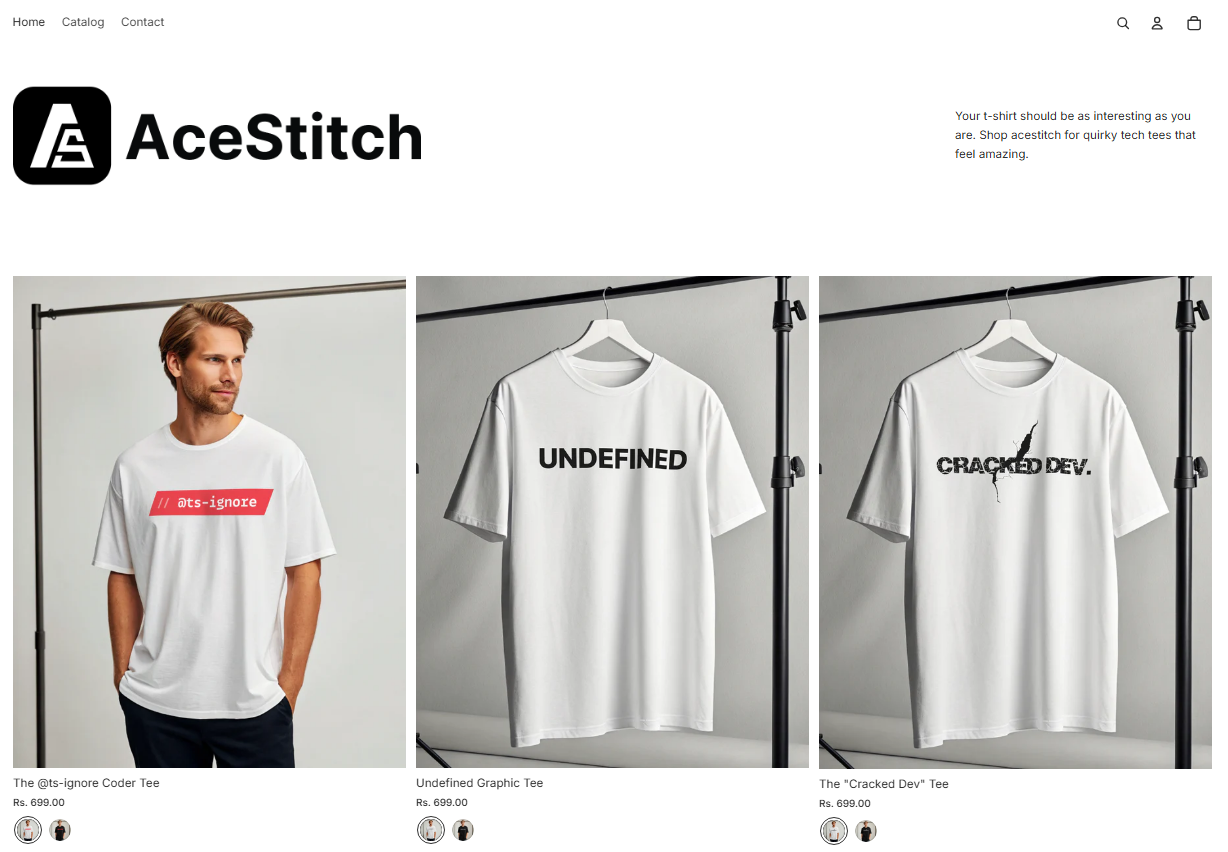 Home Catalog Contact
AceStitch
Your t-shirt should be as interesting as you
are. Shop acestitch for quirky tech tees that
feel amazing.
// @ts-ignore
UNDEFINED
CRACKED DEV.
The @ts-ignore Coder Tee
Rs. 699.00
Undefined Graphic Tee
Rs. 699.00
The "Cracked Dev" Tee
Rs. 699.00